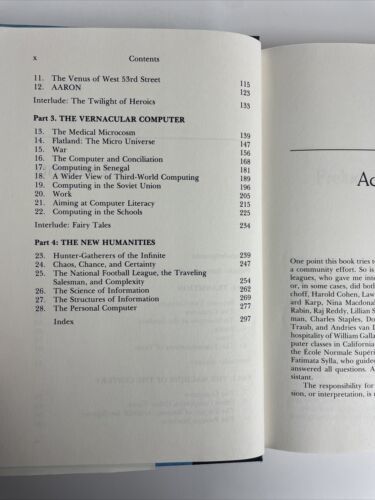 x Contents
11. The Venus of West 53rd Street 115
12. AARON 123
Interlude: The Twilight of Heroics 133
Part 3. THE VERNACULAR COMPUTER
13. The Medical Microcosm 139
14. Flatland: The Micro Universe 147
15. War 156
16. The Computer and Conciliation 168
17. Computing in Senegal 181
18. A Wider View of Third-World Computing 189
19. Computing in the Soviet Union 196
20. Work 205
21. Aiming at Computer Literacy 215
22. Computing in the Schools 225
Interlude: Fairy Tales 234
Part 4: THE NEW HUMANITIES
23. Hunter-Gatherers of the Infinite 239
24. Chaos, Chance, and Certainty 247
25. The National Football League, the Traveling
Salesman, and Complexity 254
26. The Science of Information 262
27. The Structures of Information 269
28. The Personal Computer 277
Index 297
Ac
One point this book tries to
a community effort. So is
leagues, who gave me
or, in some cases, did both
choff, Harold Cohen, Law
and Karp, Nina Macdonal
Rabin, Raj Reddy, Lillian S
man, Charles Staples, Do
Traub, and Andries van D
hospitality of William Galla
puter classes in California
the École Normale Supéri
Fatimata Sylla, who guided
answered all questions. A
sistant.
The responsibility for
sion, or interpretation, is